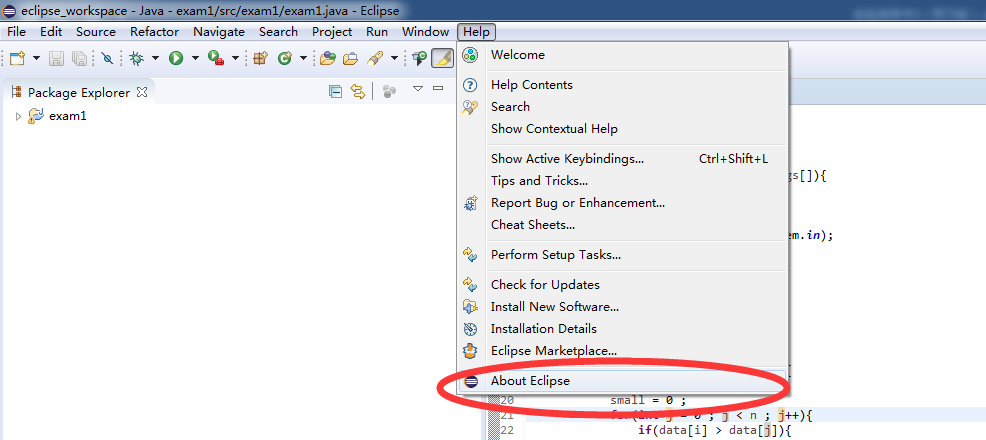 eclipse_workspace - Java - exam1/src/exam1/exam1.java - Eclipse
File Edit Source Refactor Navigate Search Project Run Window Help
Package Explorer
exam1
Welcome
Help Contents
Search
Show Contextual Help
Show Active Keybindings... Ctrl+Shift+L
Tips and Tricks...
Report Bug or Enhancement...
Cheat Sheets...
Perform Setup Tasks...
Check for Updates
Install New Software...
Installation Details
Eclipse Marketplace...
About Eclipse
gs[]){
em.in);
20 small = 0 ;
21 for(int j = 0 ; j < n ; j++){
22 if(data[i] > data[j]){